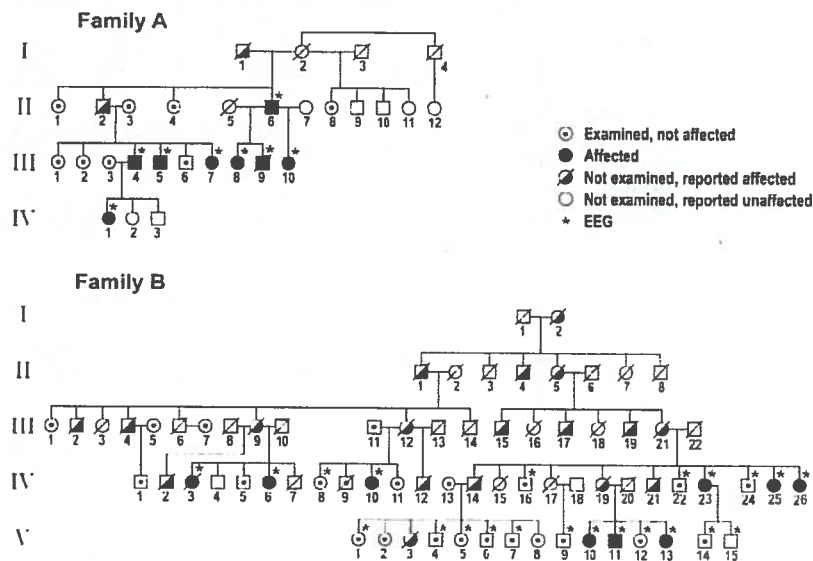 Family A
I
1 2 3 4
II
1 2 3 4 5 6 7 8 9 10 11 12
*
III
1 2 3 4 5 6 7 8 9 10
* * * * * *
IV
1 2 3
*
Examined, not affected
Affected
Not examined, reported affected
Not examined, reported unaffected
* EEG
Family B
I
1 2
II
1 2 3 4 5 6 7 8
III
1 2 3 4 5 6 7 8 9 10 11 12 13 14 15 16 17 18 19 20 21 22
IV
1 2 3 4 5 6 7 8 9 10 11 12 13 14 15 16 17 18 19 20 21 22 23 24 25 26
V
1 2 3 4 5 6 7 8 9 10 11 12 13 14 15